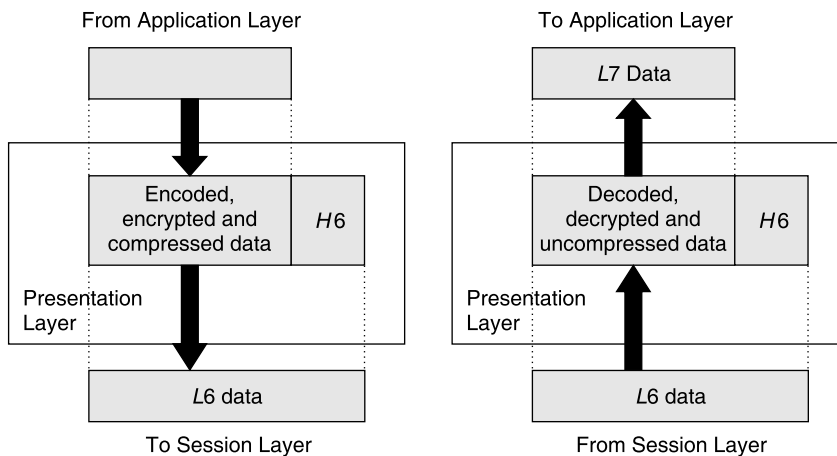 From Application Layer
Encoded,
encrypted and
compressed data
H6
Presentation
Layer
L6 data
To Session Layer
To Application Layer
L7 Data
Decoded,
decrypted and
uncompressed data
H6
Presentation
Layer
L6 data
From Session Layer